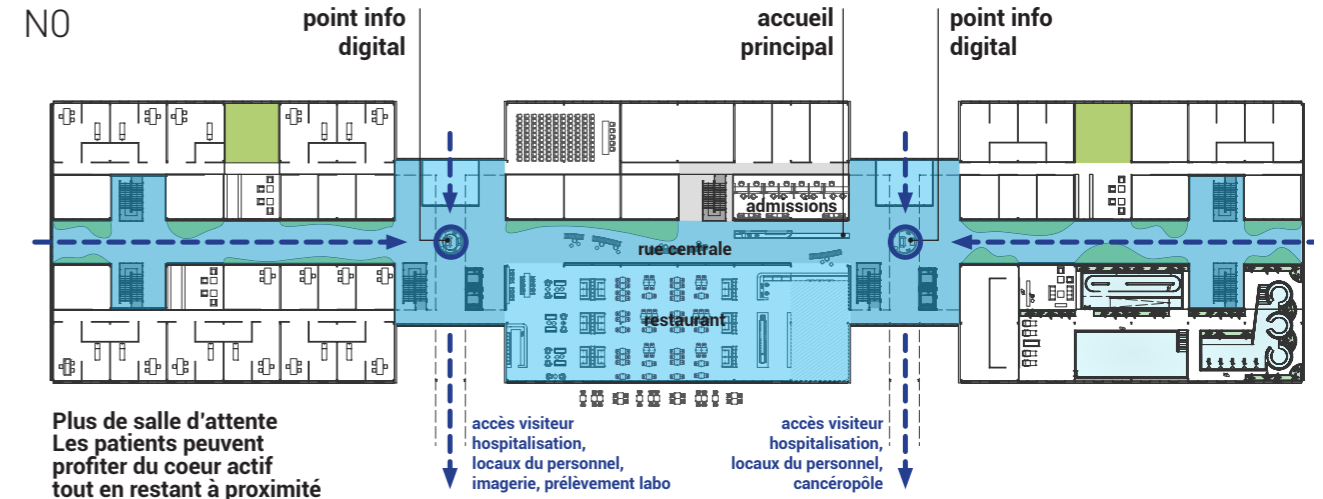 N0
point info
digital
accueil
principal
point info
digital
admissions
rue centrale
restaurant
Plus de salle d'attente
Les patients peuvent
profiter du coeur actif
tout en restant à proximité
accès visiteur
hospitalisation,
locaux du personnel,
imagerie, prélèvement labo
accès visiteur
hospitalisation,
locaux du personnel,
cancéropôle